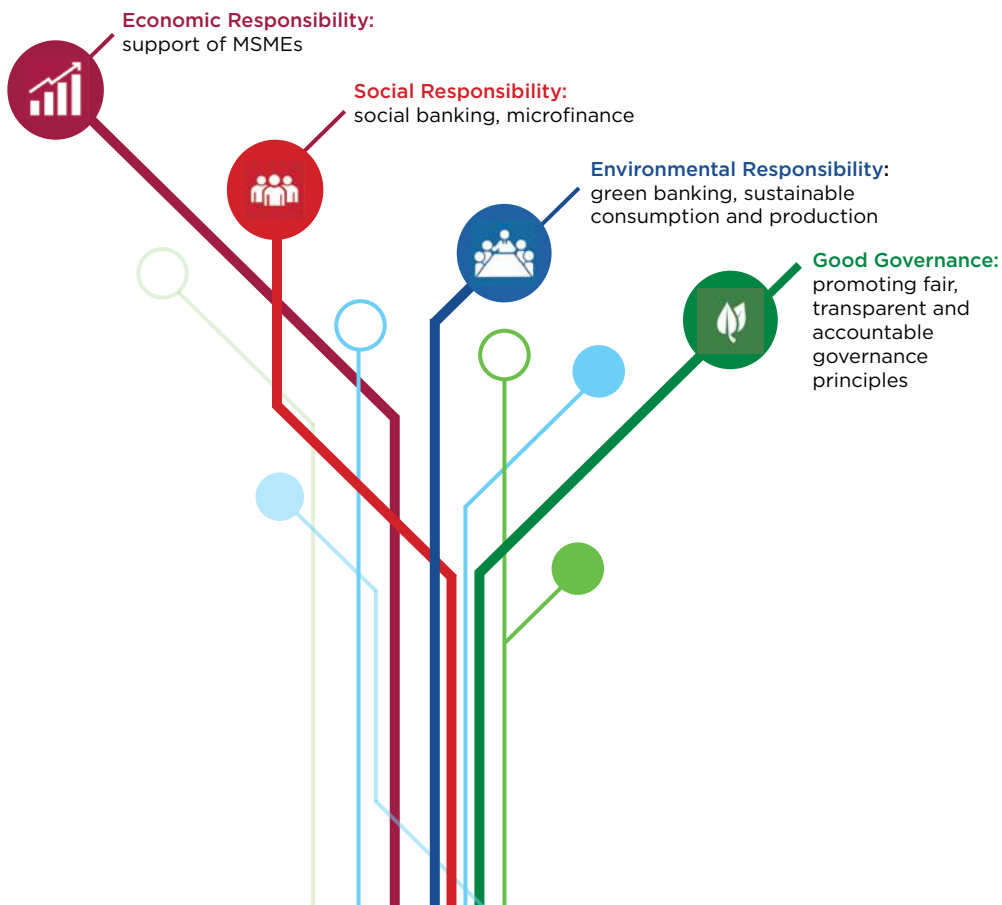 Economic Responsibility:
support of MSMEs
Social Responsibility:
social banking, microfinance
Environmental Responsibility:
green banking, sustainable
consumption and production
Good Governance:
promoting fair,
transparent and
accountable
governance
principles